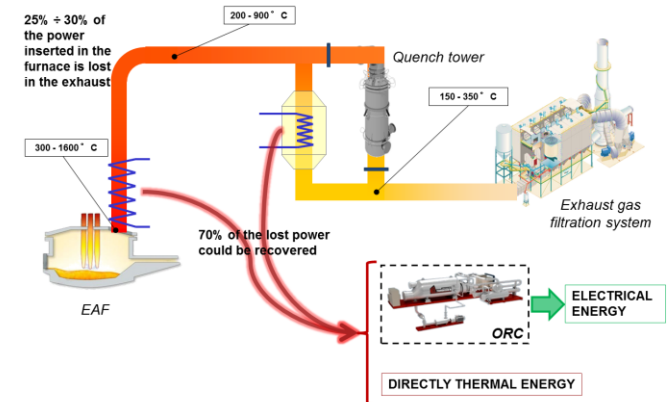 25% ÷ 30% of
the power
inserted in the
furnace is lost
in the exhaust
200 - 900° C
Quench tower
150 - 350° C
300 - 1600° C
Exhaust gas
filtration system
70% of the lost power
could be recovered
EAF
ORC
ELECTRICAL
ENERGY
DIRECTLY THERMAL ENERGY